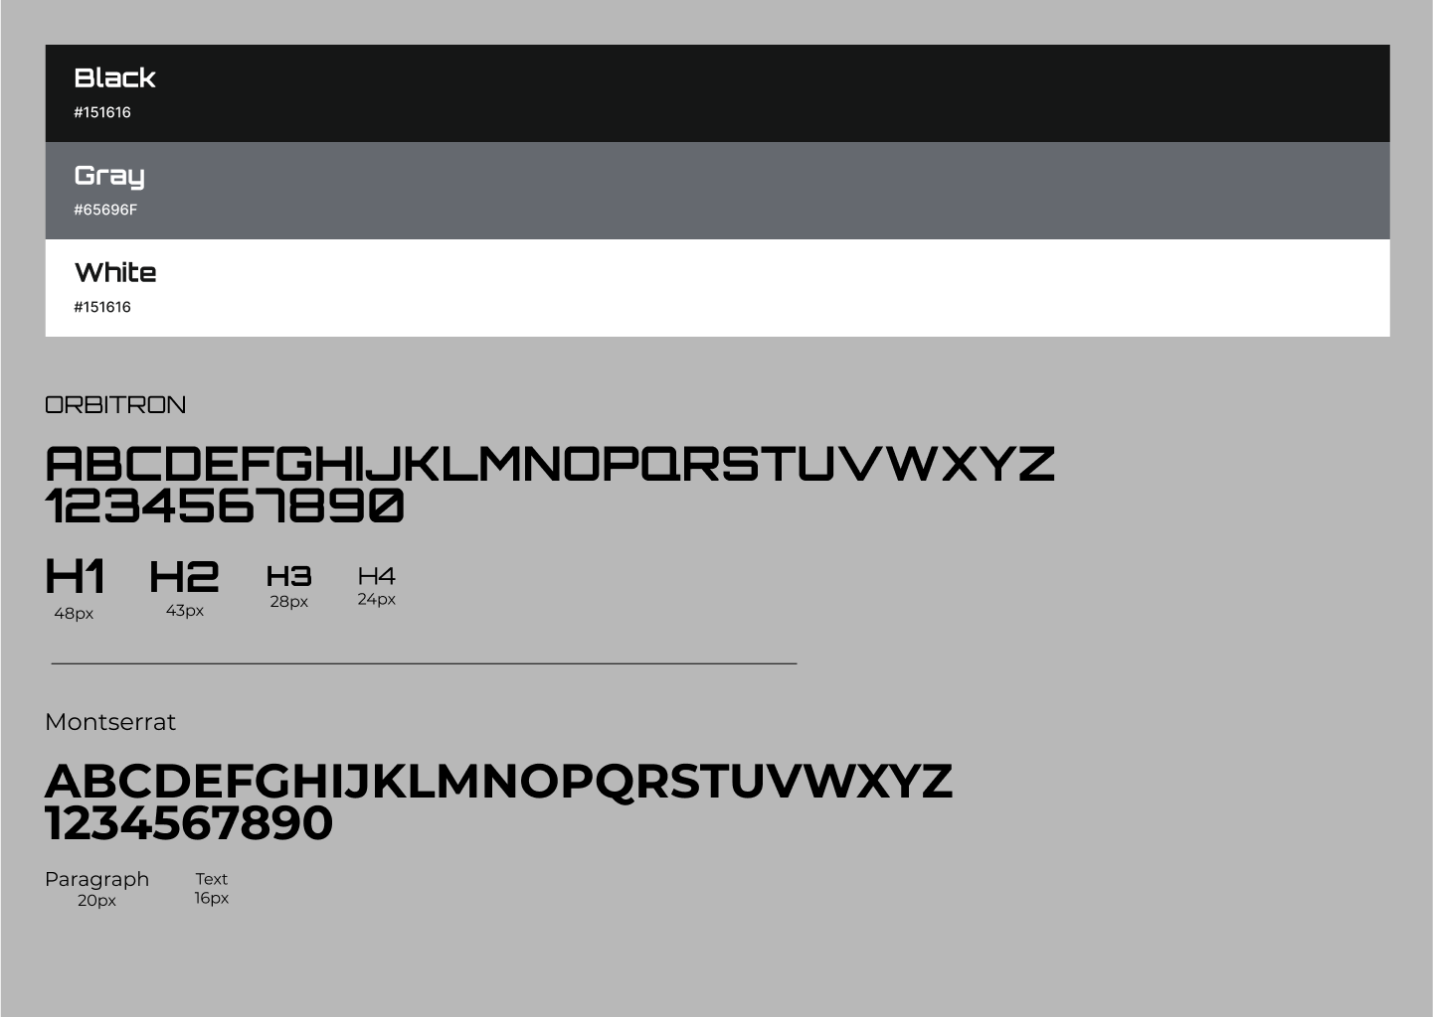 Black
#151616
Gray
#65696F
White
#151616
ORBITRON
ABCDEFGHIJKLMNOPQRSTUVWXYZ
1234567890
H1 H2 H3 H4
48px 43px 28px 24px
Montserrat
ABCDEFGHIJKLMNOPQRSTUVWXYZ
1234567890
Paragraph Text
20px 16px